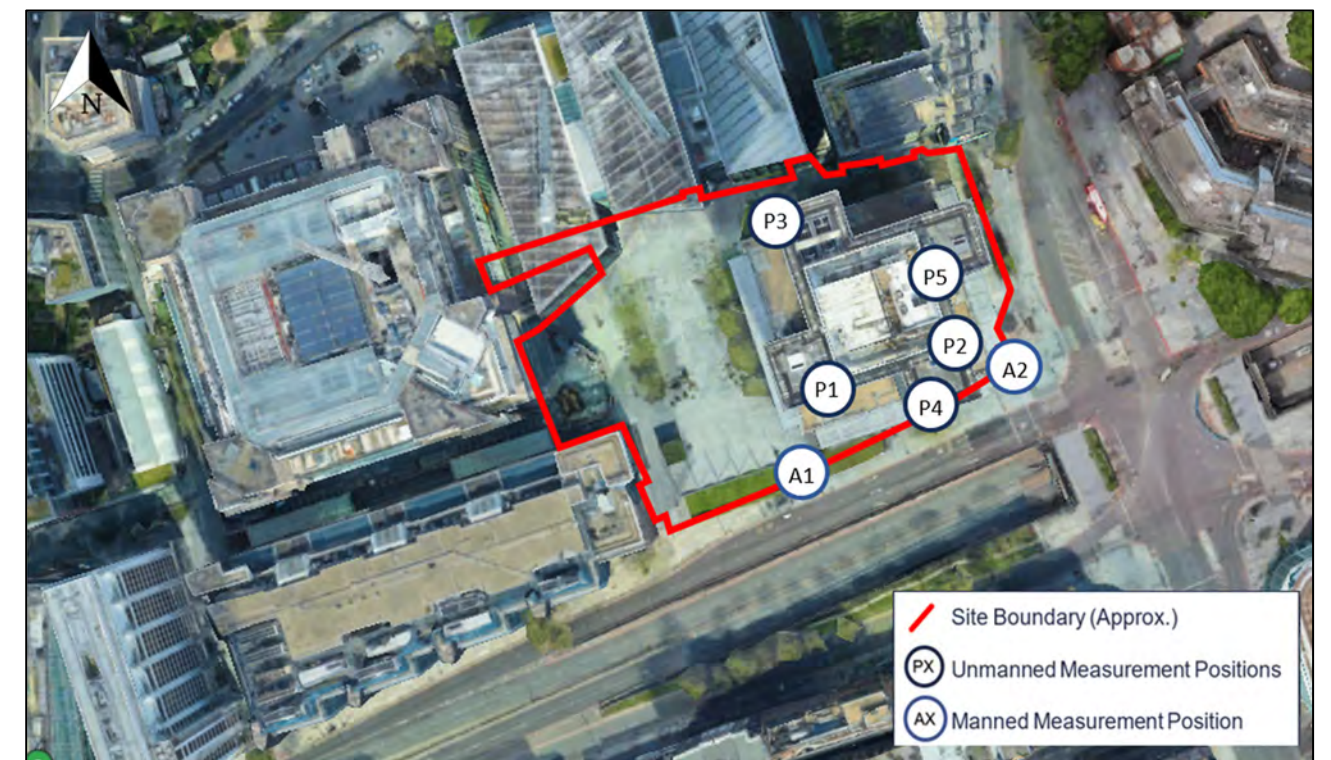 N
P3
P5
P2
A2
P1
P4
A1
Site Boundary (Approx.)
PX Unmanned Measurement Positions
AX Manned Measurement Position